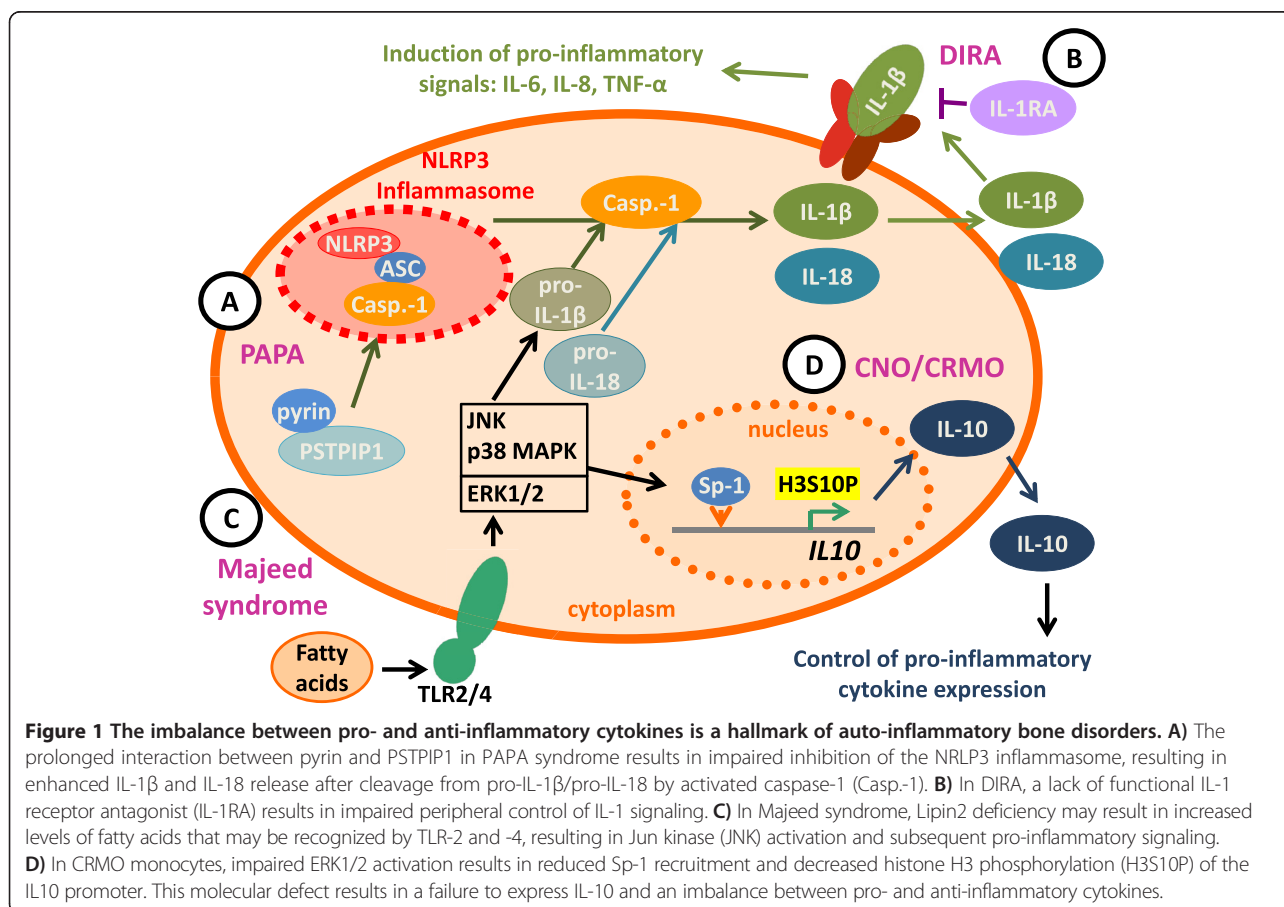 Induction of pro-inflammatory
signals: IL-6, IL-8, TNF-α
DIRA
B
IL-1β
IL-1RA
NLRP3
Inflammasome
Casp.-1
IL-1β
IL-1β
NLRP3
ASC
Casp.-1
IL-18
IL-18
A
pro-
IL-1β
PAPA
pro-
IL-18
D
CNO/CRMO
pyrin
PSTPIP1
JNK
p38 MAPK
ERK1/2
nucleus
IL-10
Sp-1
H3S10P
IL10
IL-10
C
Majeed
syndrome
cytoplasm
Fatty
acids
TLR2/4
Control of pro-inflammatory
cytokine expression
Figure 1 The imbalance between pro- and anti-inflammatory cytokines is a hallmark of auto-inflammatory bone disorders. A) The
prolonged interaction between pyrin and PSTPIP1 in PAPA syndrome results in impaired inhibition of the NRLP3 inflammasome, resulting in
enhanced IL-1β and IL-18 release after cleavage from pro-IL-1β/pro-IL-18 by activated caspase-1 (Casp.-1). B) In DIRA, a lack of functional IL-1
receptor antagonist (IL-1RA) results in impaired peripheral control of IL-1 signaling. C) In Majeed syndrome, Lipin2 deficiency may result in increased
levels of fatty acids that may be recognized by TLR-2 and -4, resulting in Jun kinase (JNK) activation and subsequent pro-inflammatory signaling.
D) In CRMO monocytes, impaired ERK1/2 activation results in reduced Sp-1 recruitment and decreased histone H3 phosphorylation (H3S10P) of the
IL10 promoter. This molecular defect results in a failure to express IL-10 and an imbalance between pro- and anti-inflammatory cytokines.